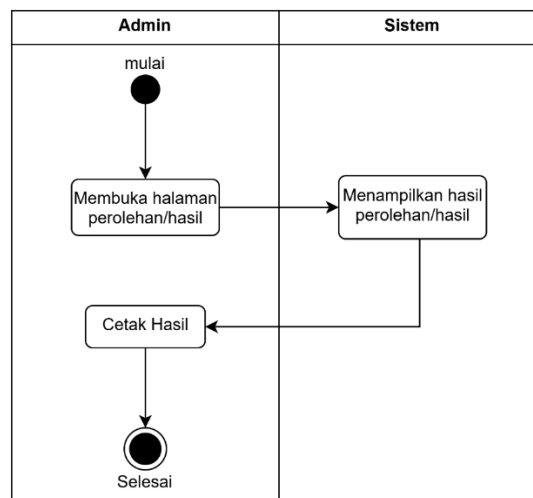 Admin
Sistem
mulai
Membuka halaman
perolehan/hasil
Menampilkan hasil
perolehan/hasil
Cetak Hasil
Selesai